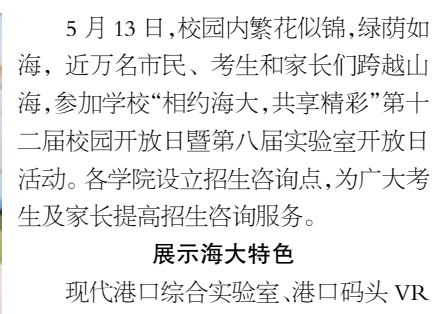 5 月 13 日，校园内繁花似锦，绿荫如
海，近万名市民、考生和家长们跨越山
海，参加学校“相约海大，共享精彩”第十
二届校园开放日暨第八届实验室开放日
活动。各学院设立招生咨询点，为广大考
生及家长提高招生咨询服务。
展示海大特色
现代港口综合实验室、港口码头 VR